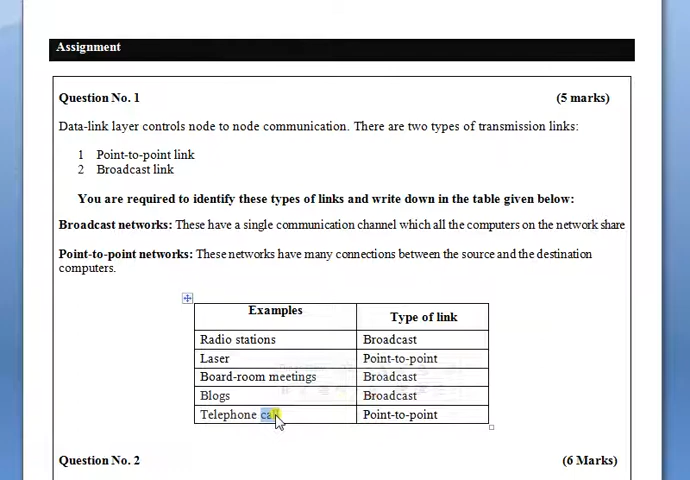 Assignment
Question No. 1 (5 marks)
Data-link layer controls node to node communication. There are two types of transmission links:
1 Point-to-point link
2 Broadcast link
You are required to identify these types of links and write down in the table given below:
Broadcast networks: These have a single communication channel which all the computers on the network share
Point-to-point networks: These networks have many connections between the source and the destination
computers.
Examples Type of link
Radio stations Broadcast
Laser Point-to-point
Board-room meetings Broadcast
Blogs Broadcast
Telephone call Point-to-point
Question No. 2 (6 Marks)